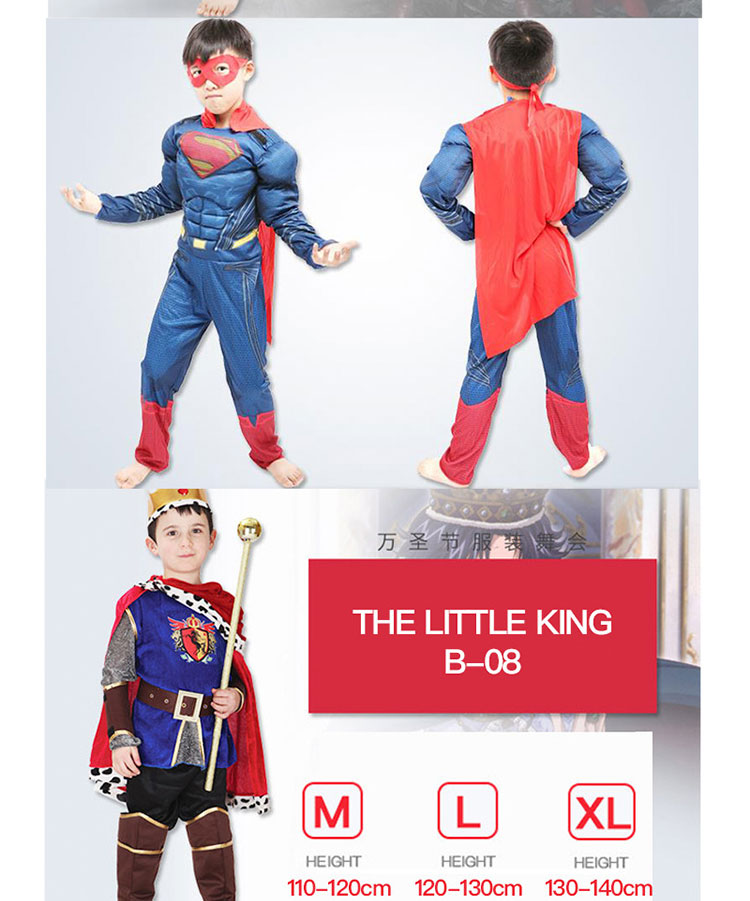 万圣节服装舞会
THE LITTLE KING
B-08
M L XL
HEIGHT HEIGHT HEIGHT
110-120cm 120-130cm 130-140cm